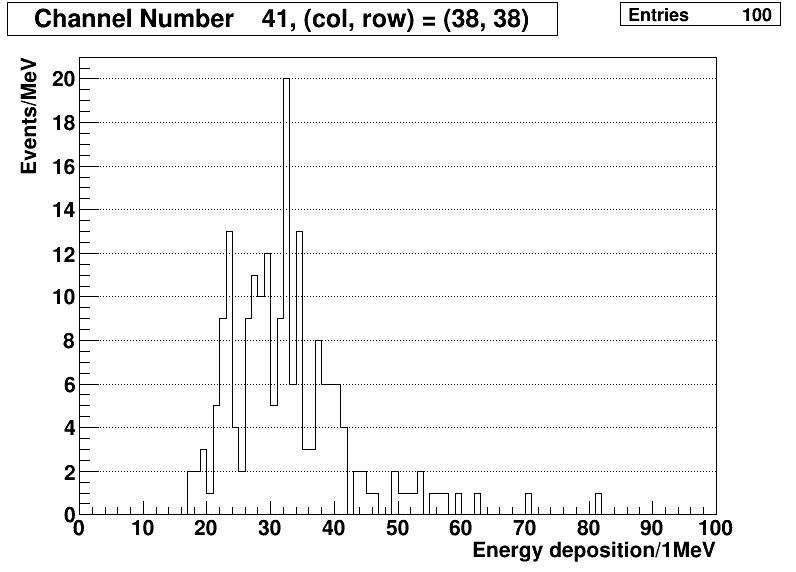 Channel Number 41, (col, row) = (38, 38)
Entries 100
Events/MeV
20
18
16
14
12
10
8
6
4
2
0
0 10 20 30 40 50 60 70 80 90 100
Energy deposition/1MeV